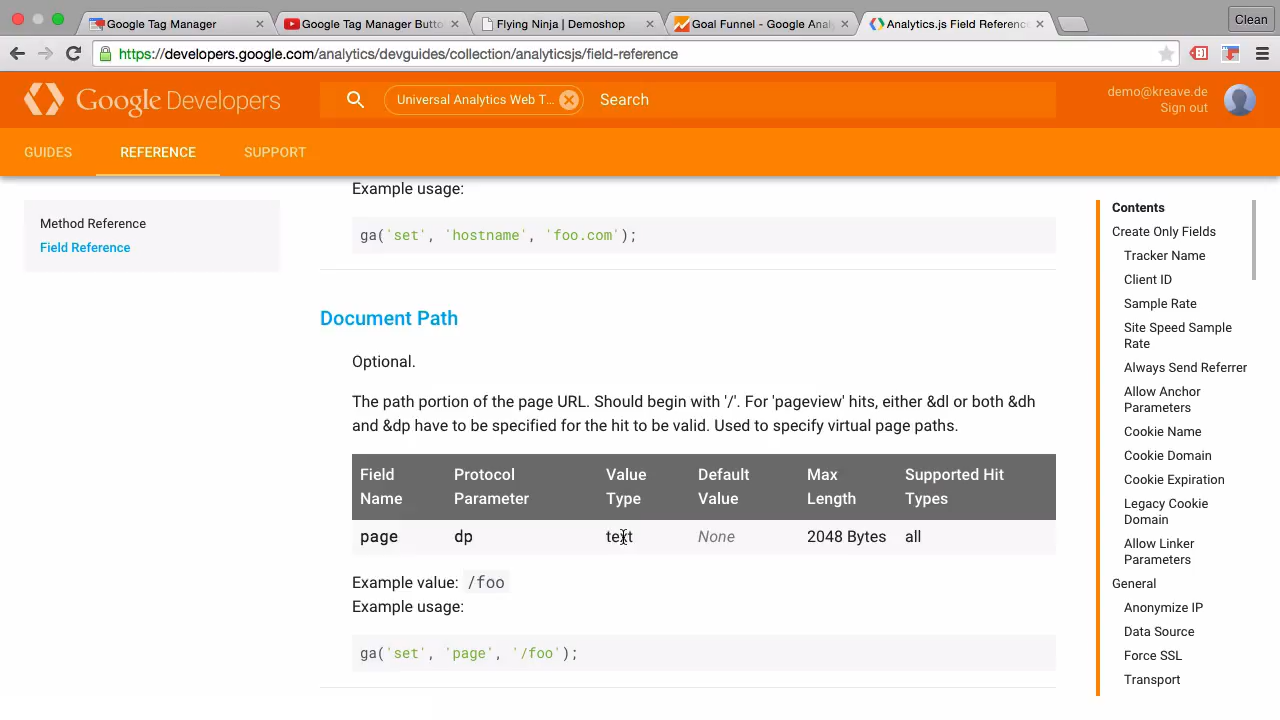 Google Tag Manager
Google Tag Manager Butto
Flying Ninja | Demoshop
Goal Funnel - Google Anal
Analytics.js Field Reference
Clean
https://developers.google.com/analytics/devguides/collection/analyticsjs/field-reference
Google Developers
Universal Analytics Web T...
Search
demo@kreave.de
Sign out
GUIDES
REFERENCE
SUPPORT
Method Reference
Field Reference
Example usage:
ga('set', 'hostname', 'foo.com');
Document Path
Optional.
The path portion of the page URL. Should begin with '/'. For 'pageview' hits, either &dl or both &dh
and &dp have to be specified for the hit to be valid. Used to specify virtual page paths.
Field Name
Protocol Parameter
Value Type
Default Value
Max Length
Supported Hit Types
page
dp
text
None
2048 Bytes
all
Example value: /foo
Example usage:
ga('set', 'page', '/foo');
Contents
Create Only Fields
Tracker Name
Client ID
Sample Rate
Site Speed Sample
Rate
Always Send Referrer
Allow Anchor
Parameters
Cookie Name
Cookie Domain
Cookie Expiration
Legacy Cookie
Domain
Allow Linker
Parameters
General
Anonymize IP
Data Source
Force SSL
Transport